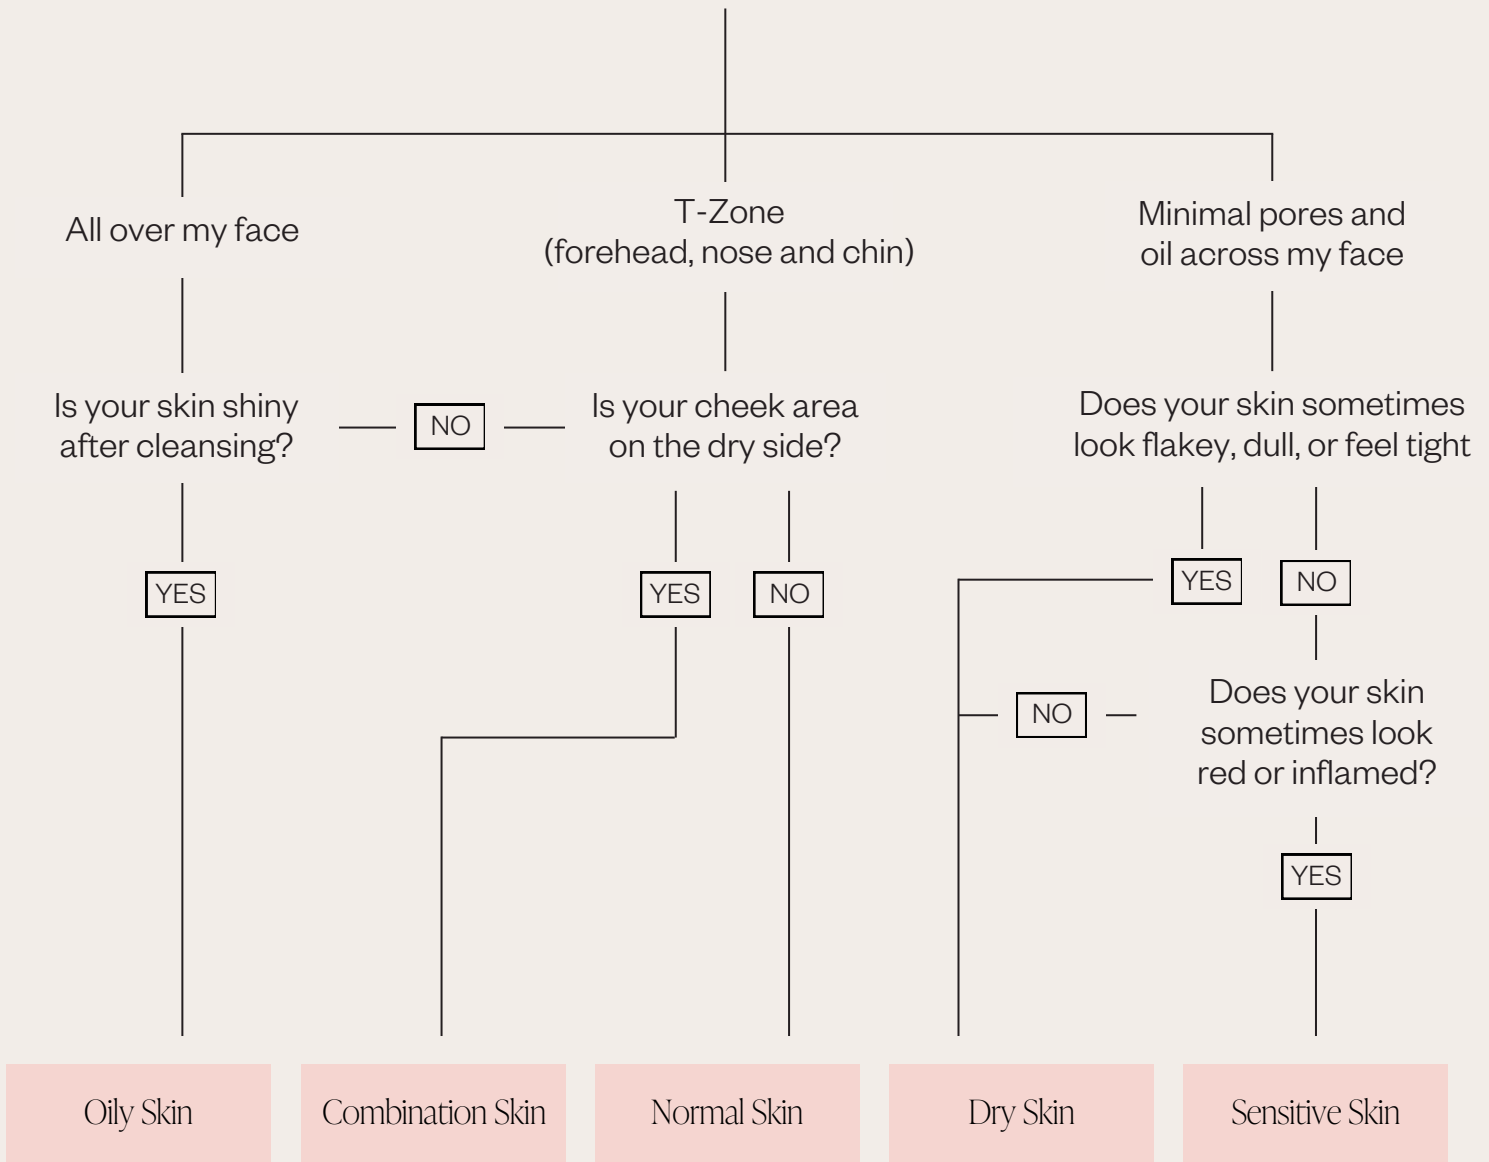 All over my face
T-Zone
(forehead, nose and chin)
Minimal pores and
oil across my face
Is your skin shiny
after cleansing?
NO
Is your cheek area
on the dry side?
Does your skin sometimes
look flakey, dull, or feel tight
YES
YES
NO
YES
NO
Does your skin
sometimes look
red or inflamed?
NO
YES
Oily Skin
Combination Skin
Normal Skin
Dry Skin
Sensitive Skin